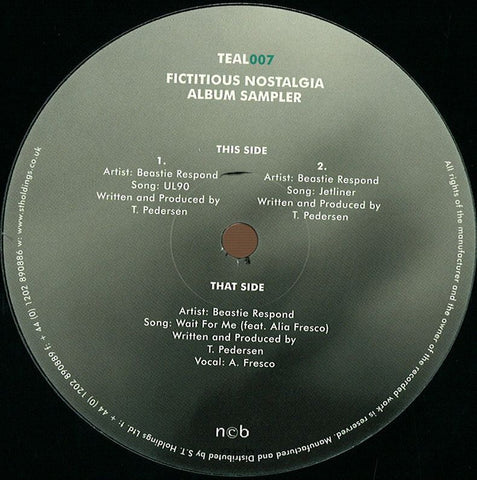 TEAL007
FICTITIOUS NOSTALGIA
ALBUM SAMPLER
THIS SIDE
1.
Artist: Beastie Respond
Song: UL90
Written and Produced by
T. Pedersen
2.
Artist: Beastie Respond
Song: Jetliner
Written and Produced by
T. Pedersen
THAT SIDE
Artist: Beastie Respond
Song: Wait For Me (feat. Alia Fresco)
Written and Produced by
T. Pedersen
Vocal: A. Fresco
n©b
All rights of the manufacturer and the owner of the recorded work is reserved. Manufactured and Distributed by S.T. Holdings Ltd t: + 44 (0) 1202 890889 f: + 44 (0) 1202 890886 w: www.stholdings.co.uk